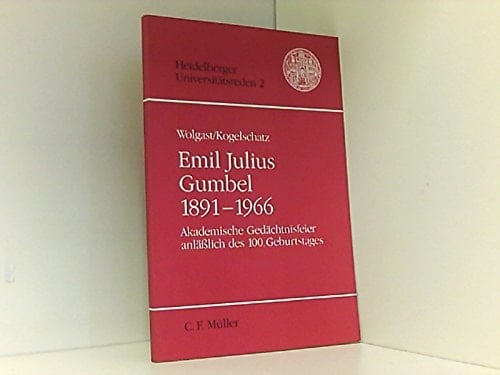 Heidelberger
Universitätsreden 2
Wolgast/Kogelschatz
Emil Julius
Gumbel
1891–1966
Akademische Gedächtnisfeier
anläßlich des 100. Geburtstages
C. F. Müller